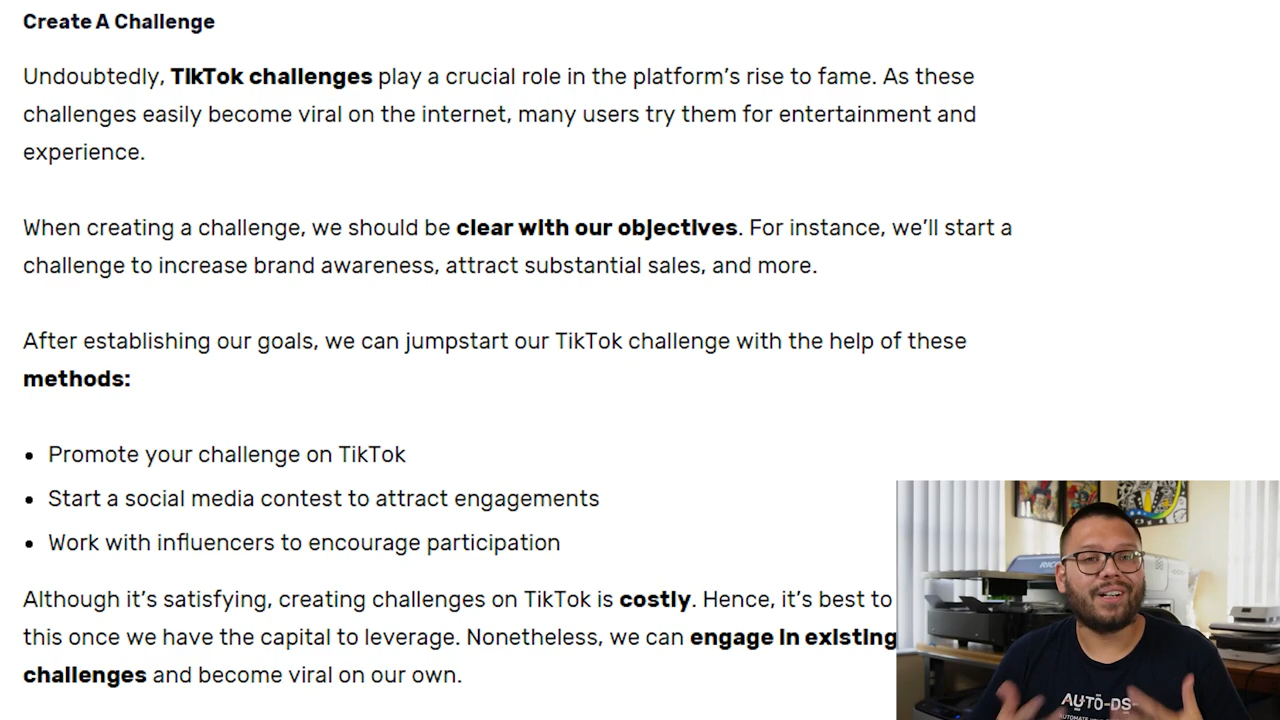 Create A Challenge
Undoubtedly, TikTok challenges play a crucial role in the platform's rise to fame. As these
challenges easily become viral on the internet, many users try them for entertainment and
experience.
When creating a challenge, we should be clear with our objectives. For instance, we'll start a
challenge to increase brand awareness, attract substantial sales, and more.
After establishing our goals, we can jumpstart our TikTok challenge with the help of these
methods:
• Promote your challenge on TikTok
• Start a social media contest to attract engagements
• Work with influencers to encourage participation
Although it's satisfying, creating challenges on TikTok is costly. Hence, it's best to
this once we have the capital to leverage. Nonetheless, we can engage in existing
challenges and become viral on our own.
AUTO-DS-